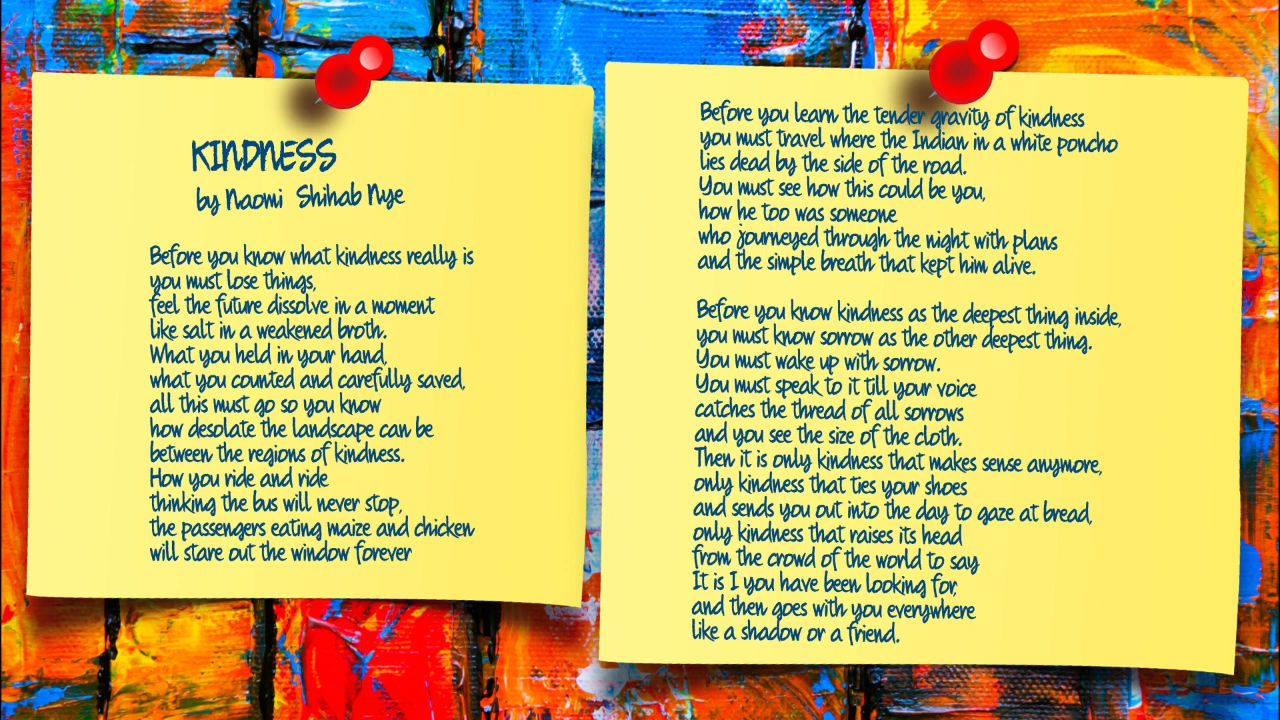 KINDNESS
by Naomi Shihab Nye
Before you know what kindness really is
you must lose things,
feel the future dissolve in a moment
like salt in a weakened broth.
What you held in your hand,
what you counted and carefully saved,
all this must go so you know
how desolate the landscape can be
between the regions of kindness.
How you ride and ride
thinking the bus will never stop,
the passengers eating maize and chicken
will stare out the window forever
Before you learn the tender gravity of kindness
you must travel where the Indian in a white poncho
lies dead by the side of the road.
You must see how this could be you,
how he too was someone
who journeyed through the night with plans
and the simple breath that kept him alive.
Before you know kindness as the deepest thing inside,
you must know sorrow as the other deepest thing.
You must wake up with sorrow.
You must speak to it till your voice
catches the thread of all sorrows
and you see the size of the cloth.
Then it is only kindness that makes sense anymore,
only kindness that ties your shoes
and sends you out into the day to gaze at bread,
only kindness that raises its head
from the crowd of the world to say
It is I you have been looking for,
and then goes with you everywhere
like a shadow or a friend.